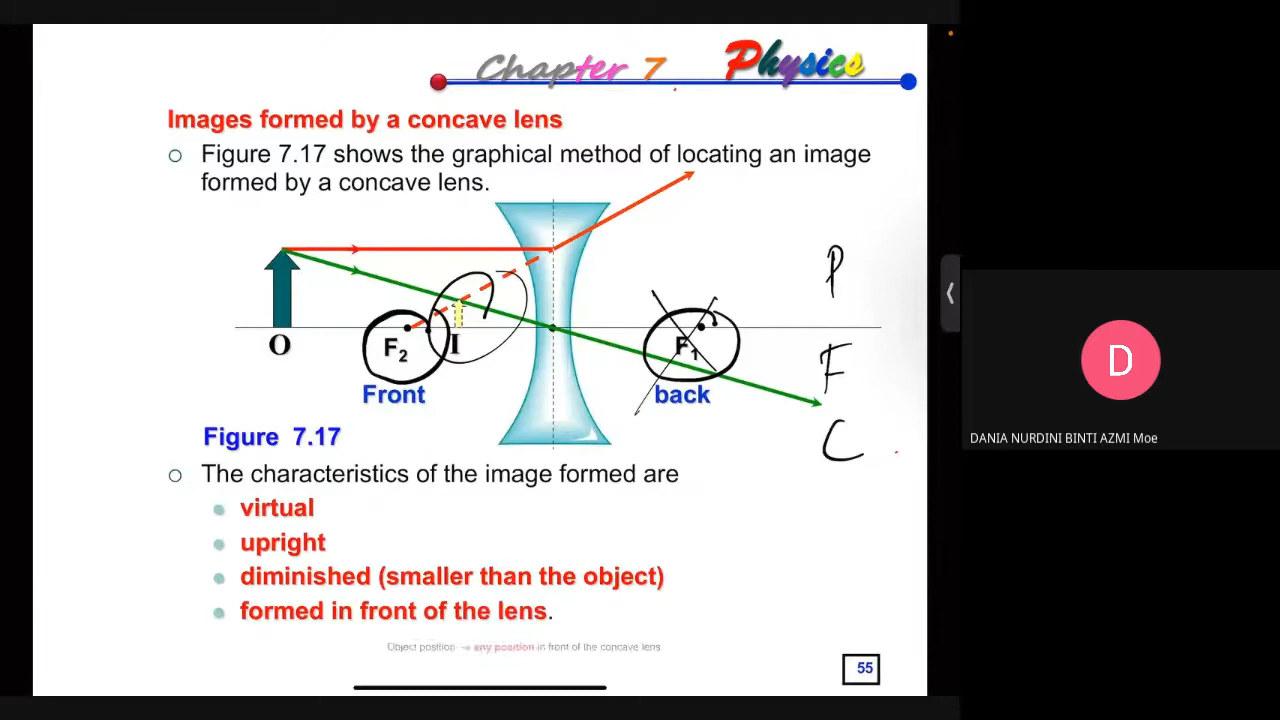 Chapter 7 Physics
Images formed by a concave lens
Figure 7.17 shows the graphical method of locating an image
formed by a concave lens.
P
O
F₂
I
F₁
F
Front
back
C
Figure 7.17
The characteristics of the image formed are
virtual
upright
diminished (smaller than the object)
formed in front of the lens.
Object position → any position in front of the concave lens
55
D
DANIA NURDINI BINTI AZMI Moe